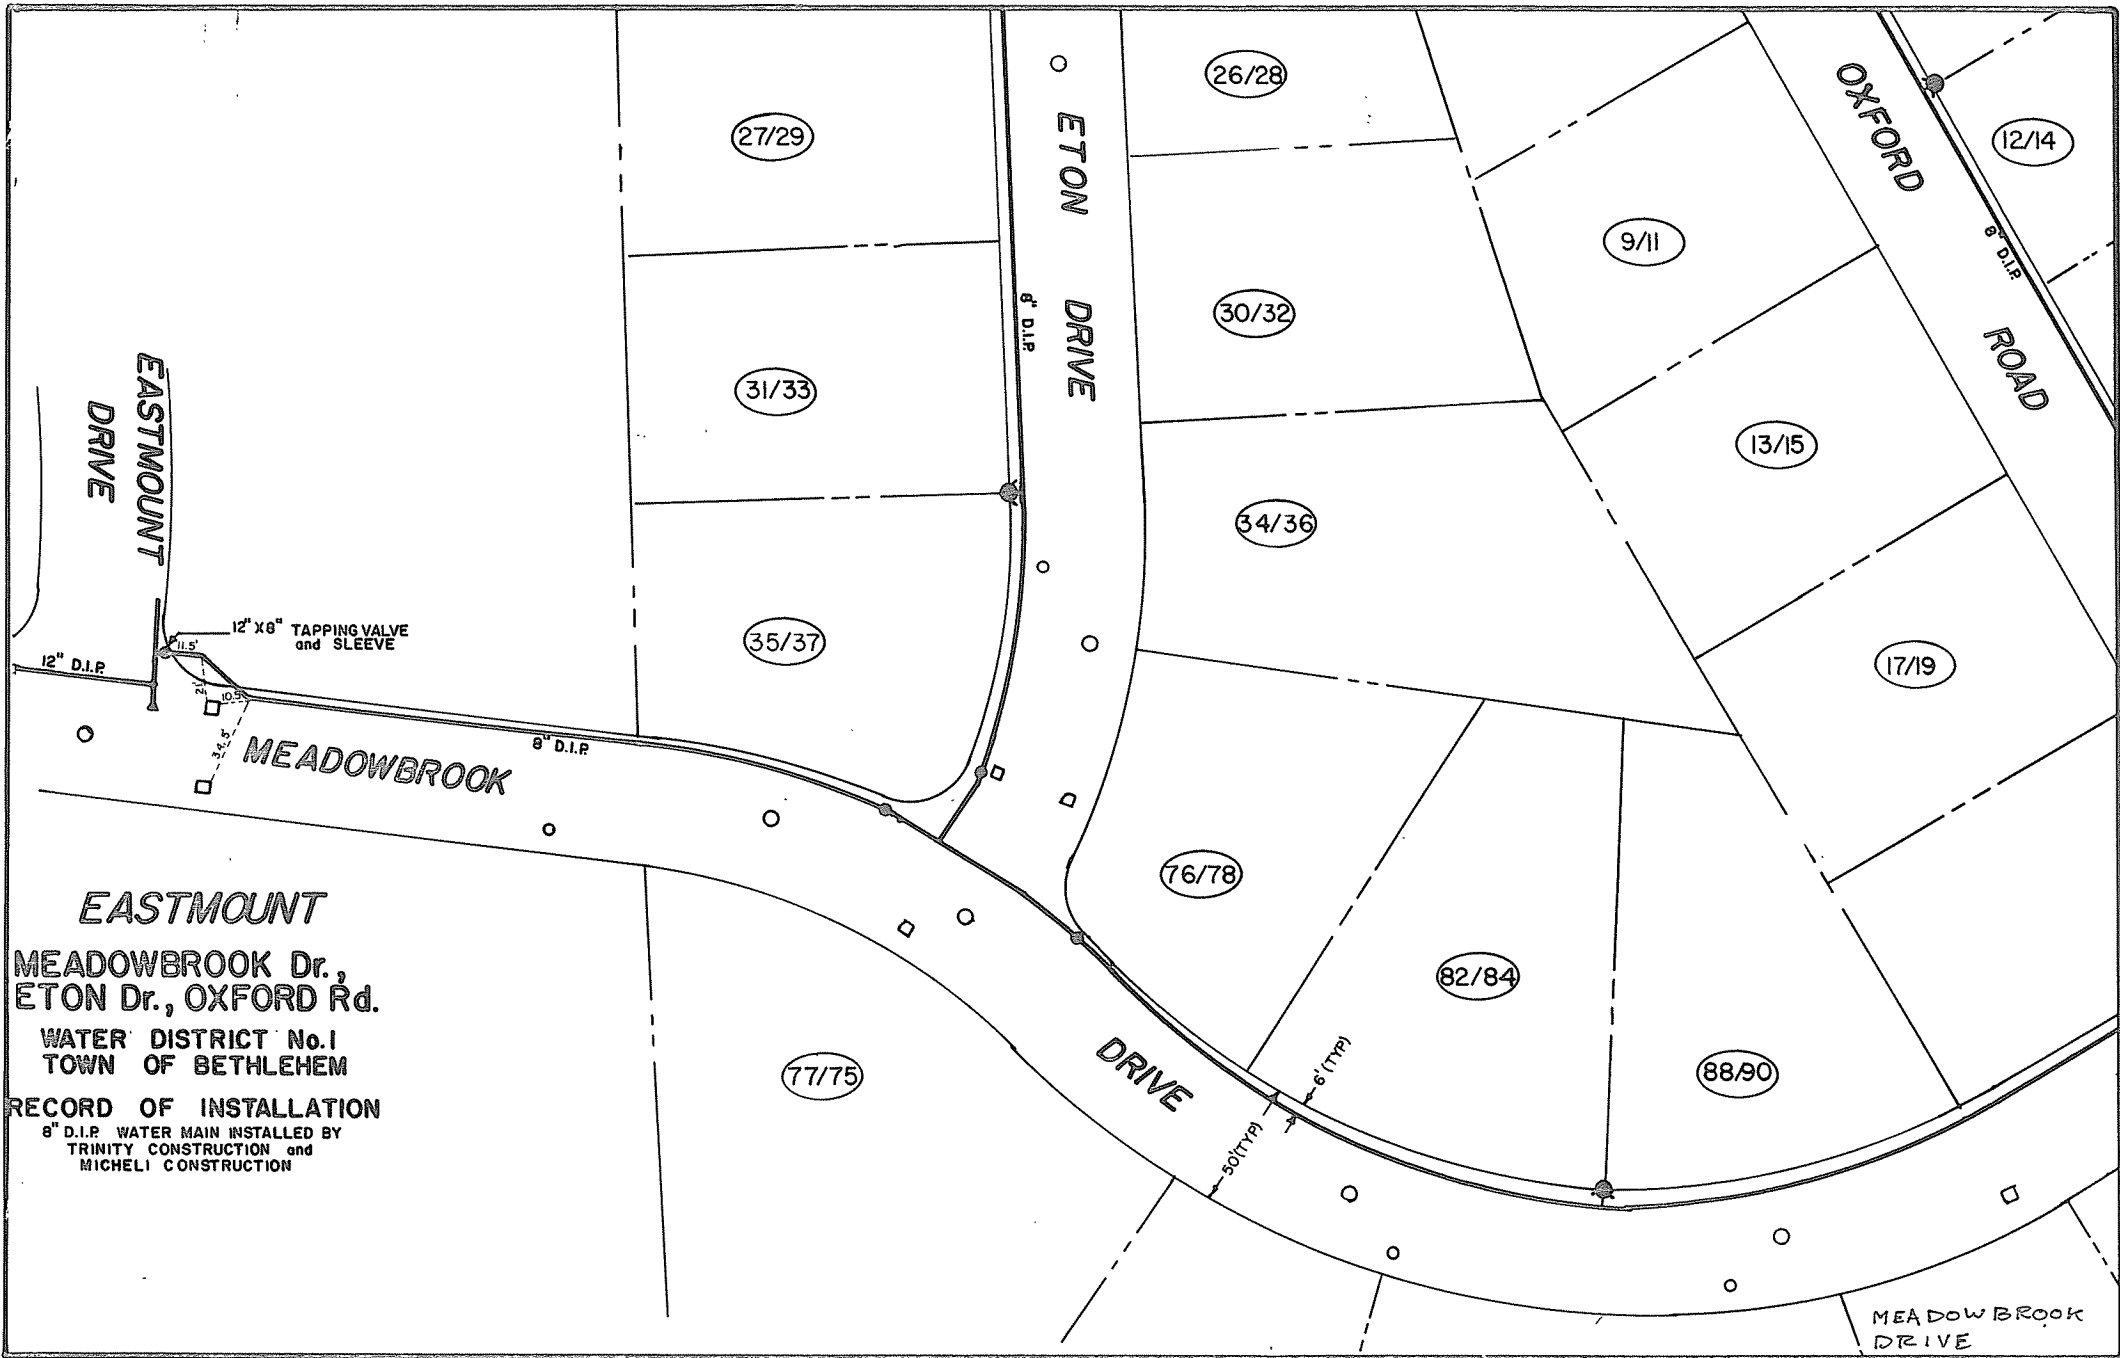 26/28
27/29
ETON DRIVE
OXFORD ROAD
12/14
9/11
8" D.I.P.
30/32
8" D.I.P.
31/33
13/15
EASTMOUNT
DRIVE
34/36
12" X 8" TAPPING VALVE
and SLEEVE
11.5'
35/37
12" D.I.P.
17/19
21'
10.5'
34.5'
8" D.I.P.
MEADOWBROOK DRIVE
76/78
EASTMOUNT
MEADOWBROOK Dr.,
ETON Dr., OXFORD Rd.
WATER DISTRICT No.1
TOWN OF BETHLEHEM
RECORD OF INSTALLATION
8" D.I.P. WATER MAIN INSTALLED BY
TRINITY CONSTRUCTION and
MICHELI CONSTRUCTION
82/84
77/75
88/90
6' (TYP)
50' (TYP)
MEADOWBROOK
DRIVE